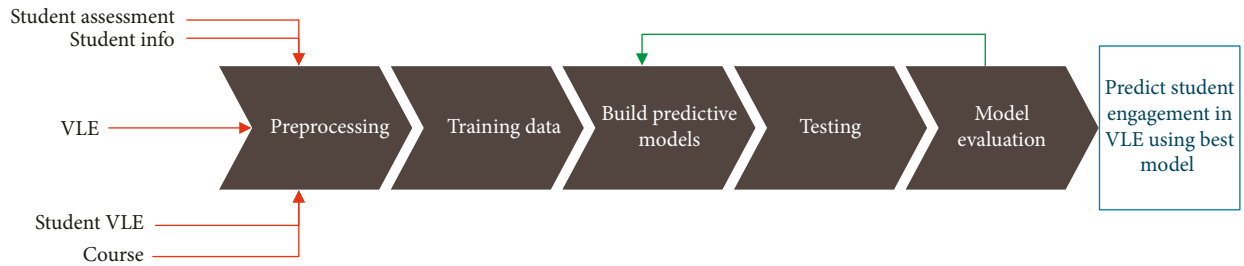 Student assessment
Student info
VLE
Student VLE
Course
Preprocessing
Training data
Build predictive
models
Testing
Model
evaluation
Predict student
engagement in
VLE using best
model